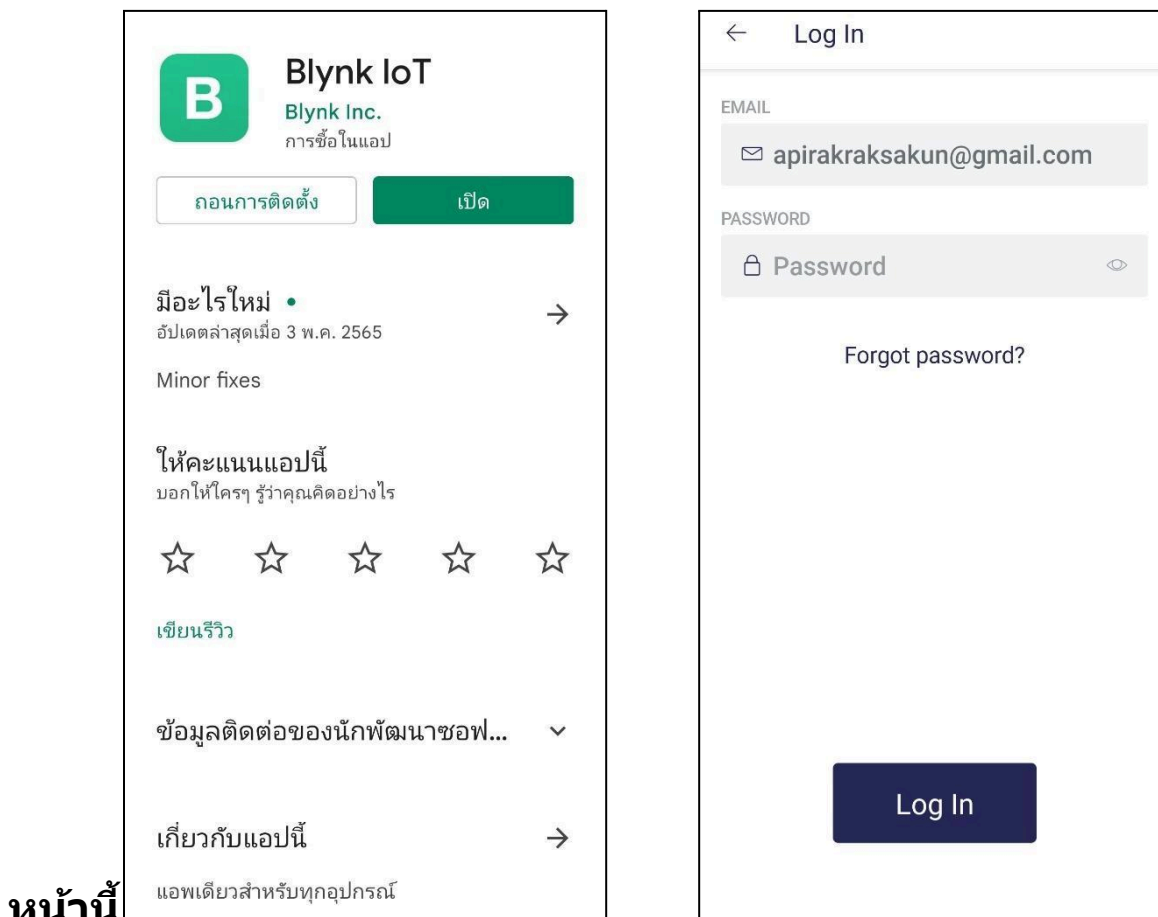 B
Blynk IoT
Blynk Inc.
การซื้อในแอป
ถอนการติดตั้ง
เปิด
มีอะไรใหม่ •
อัปเดตล่าสุดเมื่อ 3 พ.ค. 2565
Minor fixes
ให้คะแนนแอปนี้
บอกให้ใครๆ รู้ว่าคุณคิดอย่างไร
เขียนรีวิว
ข้อมูลติดต่อของนักพัฒนาซอฟ...
เกี่ยวกับแอปนี้
แอพเดียวสำหรับทุกอุปกรณ์
หน้านี้
Log In
EMAIL
apirakraksakun@gmail.com
PASSWORD
Password
Forgot password?
Log In